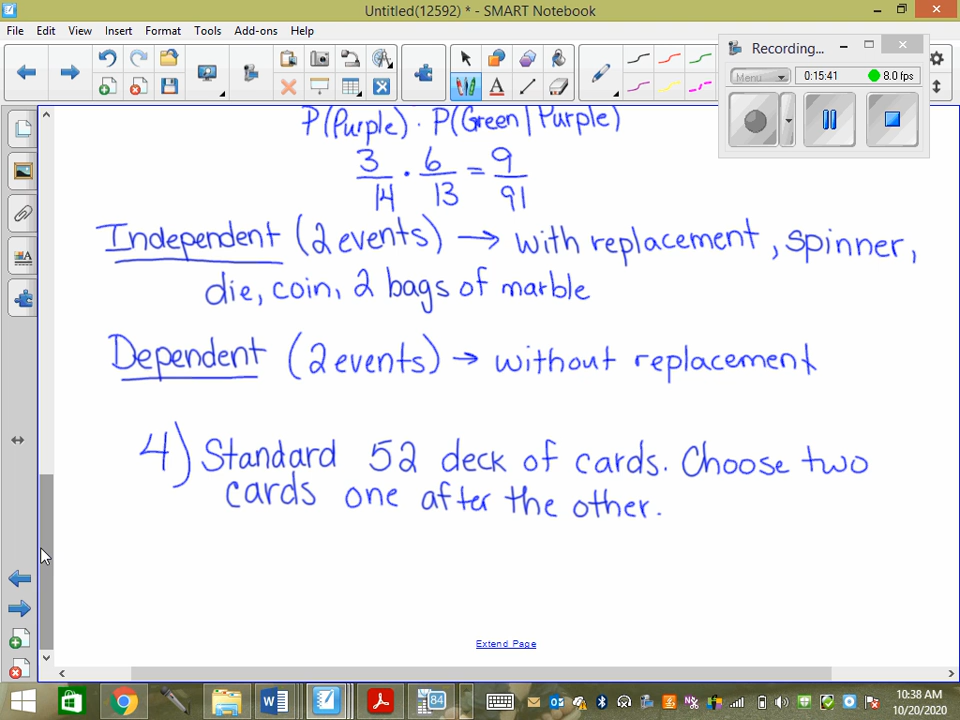 Untitled(12592) * - SMART Notebook
File Edit View Insert Format Tools Add-ons Help
Recording...
Menu 0:15:41 8.0 fps
P(Purple) · P(Green | Purple)
3/14 · 6/13 = 9/91
Independent (2 events) → with replacement, spinner,
die, coin, 2 bags of marble
Dependent (2 events) → without replacement
4) Standard 52 deck of cards. Choose two
cards one after the other.
Extend Page
84
10:38 AM
10/20/2020